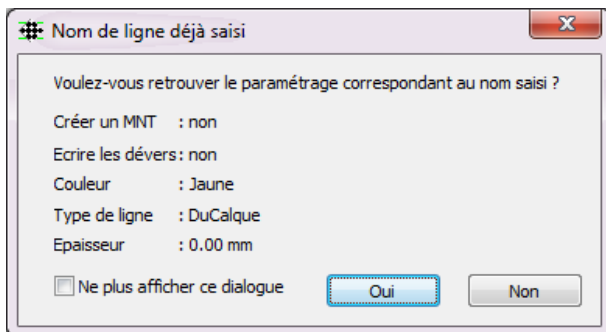 Nom de ligne déjà saisi
Voulez-vous retrouver le paramétrage correspondant au nom saisi ?
Créer un MNT : non
Ecrire les dévers : non
Couleur : Jaune
Type de ligne : DuCalque
Epaisseur : 0.00 mm
Ne plus afficher ce dialogue
Oui
Non